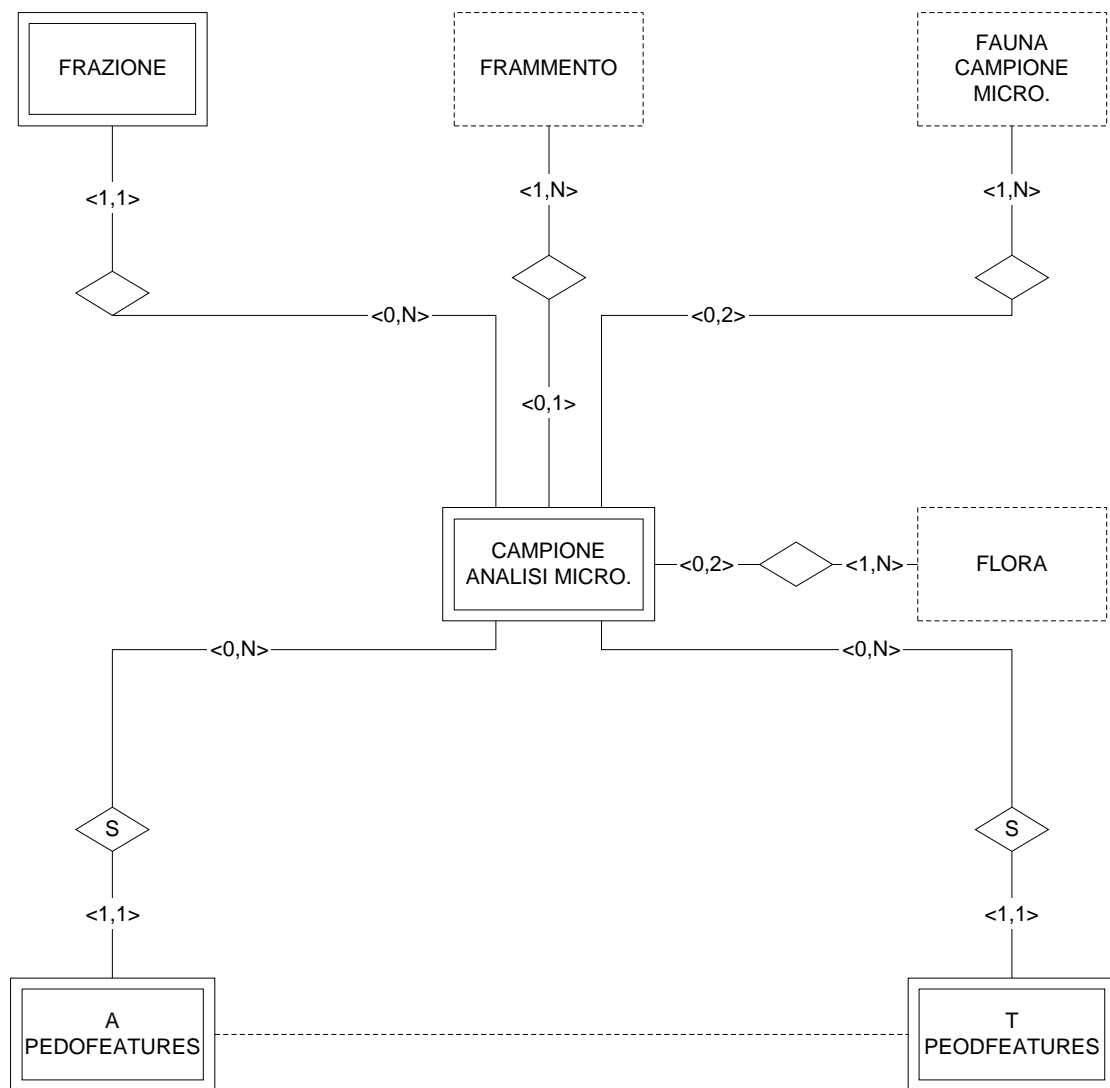 FRAZIONE
FRAMMENTO
FAUNA
CAMPIONE
MICRO.
<1,1>
<1,N>
<1,N>
<0,N>
<0,2>
<0,1>
CAMPIONE
ANALISI MICRO.
<0,2>
<1,N>
FLORA
<0,N>
<0,N>
S
S
<1,1>
<1,1>
A
PEDOFEATURES
T
PEODFEATURES